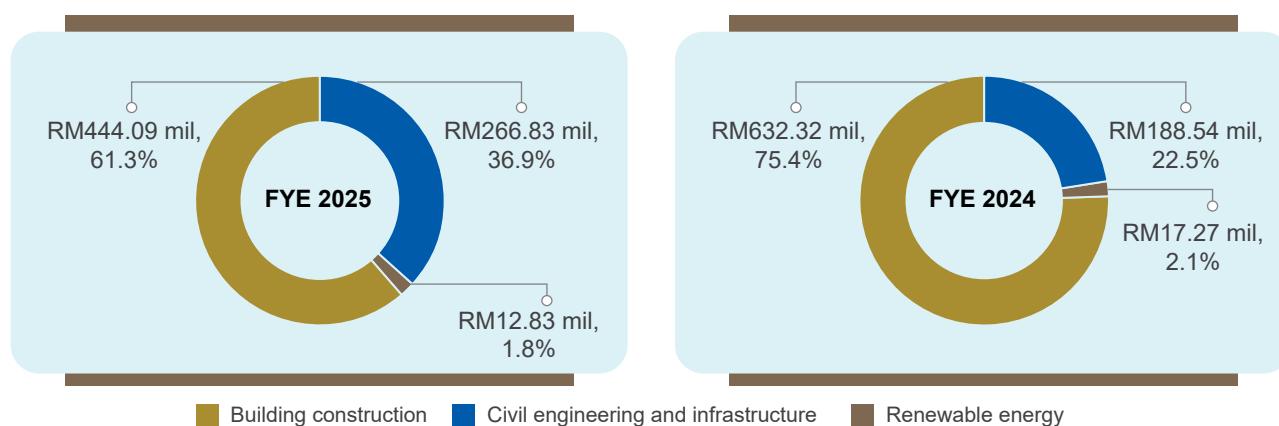 RM444.09 mil,
61.3%
RM266.83 mil,
36.9%
FYE 2025
RM12.83 mil,
1.8%
RM632.32 mil,
75.4%
RM188.54 mil,
22.5%
FYE 2024
RM17.27 mil,
2.1%
Building construction
Civil engineering and infrastructure
Renewable energy